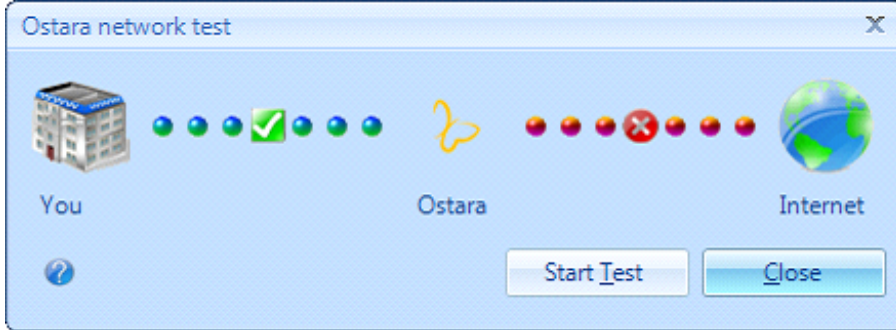 Ostara network test
You
Ostara
Internet
Start Test
Close